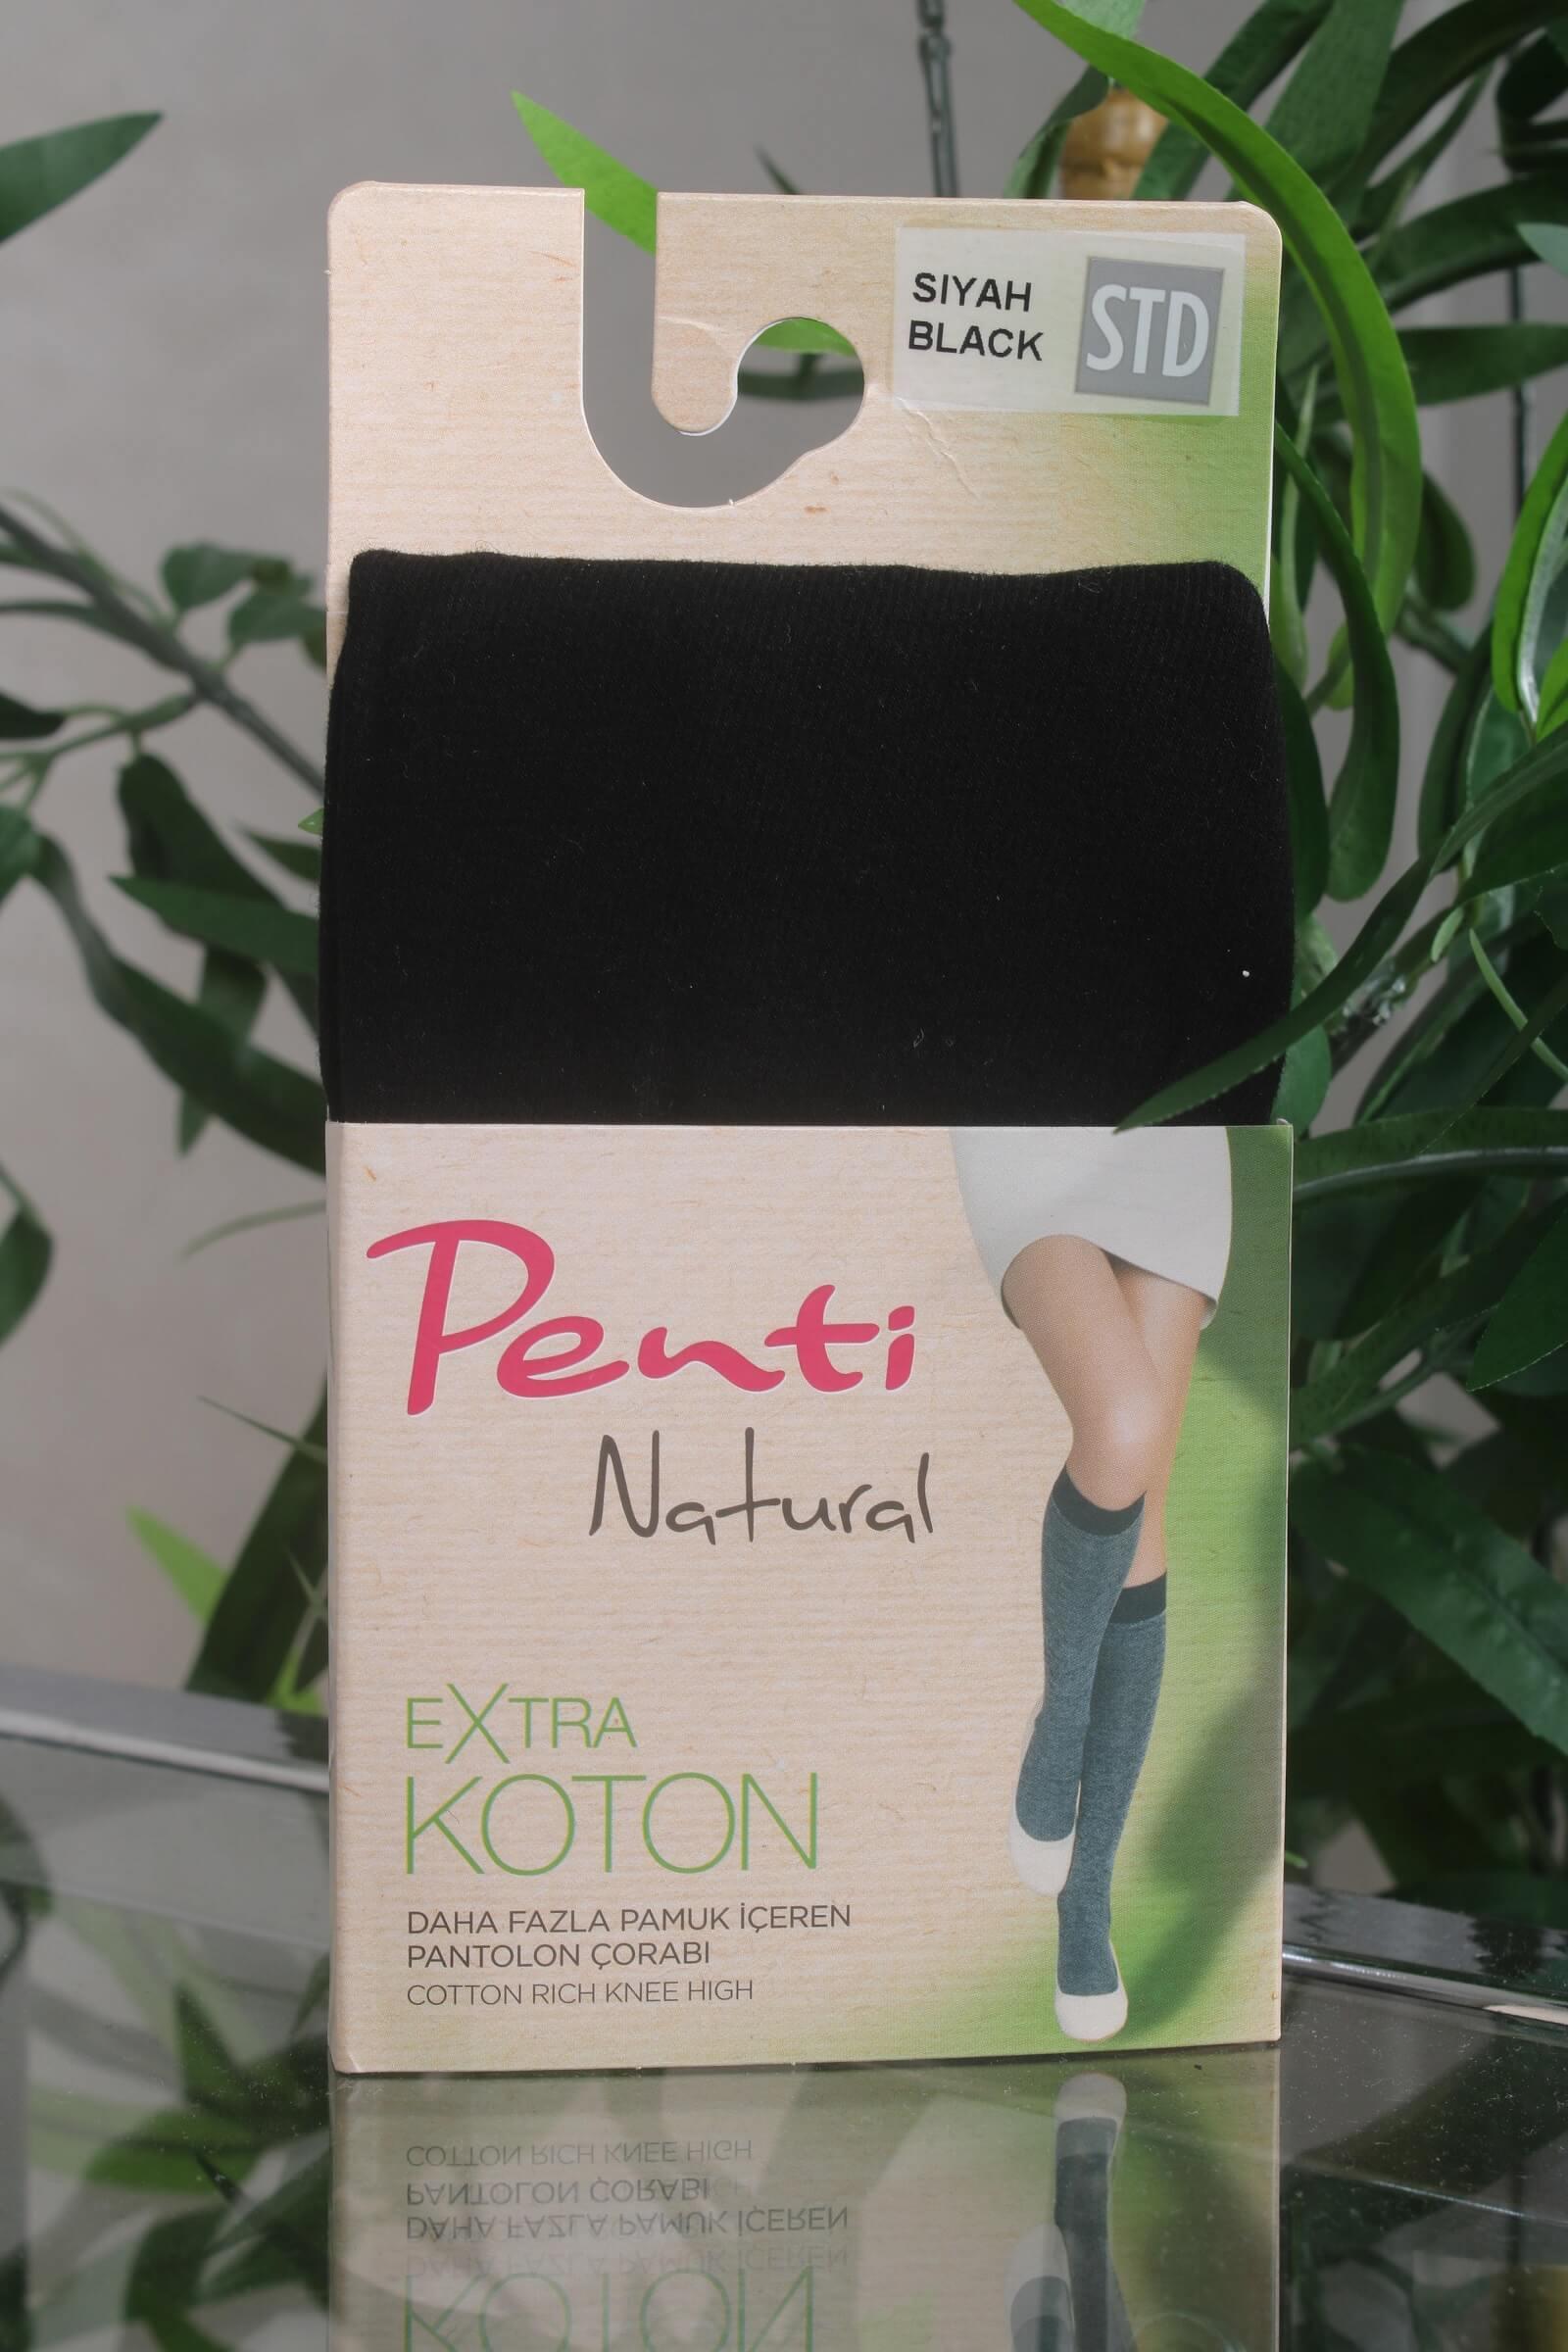 SIYAH
BLACK
STD
Penti
Natural
EXTRA
KOTON
DAHA FAZLA PAMUK İÇEREN
PANTOLON ÇORABI
COTTON RICH KNEE HIGH